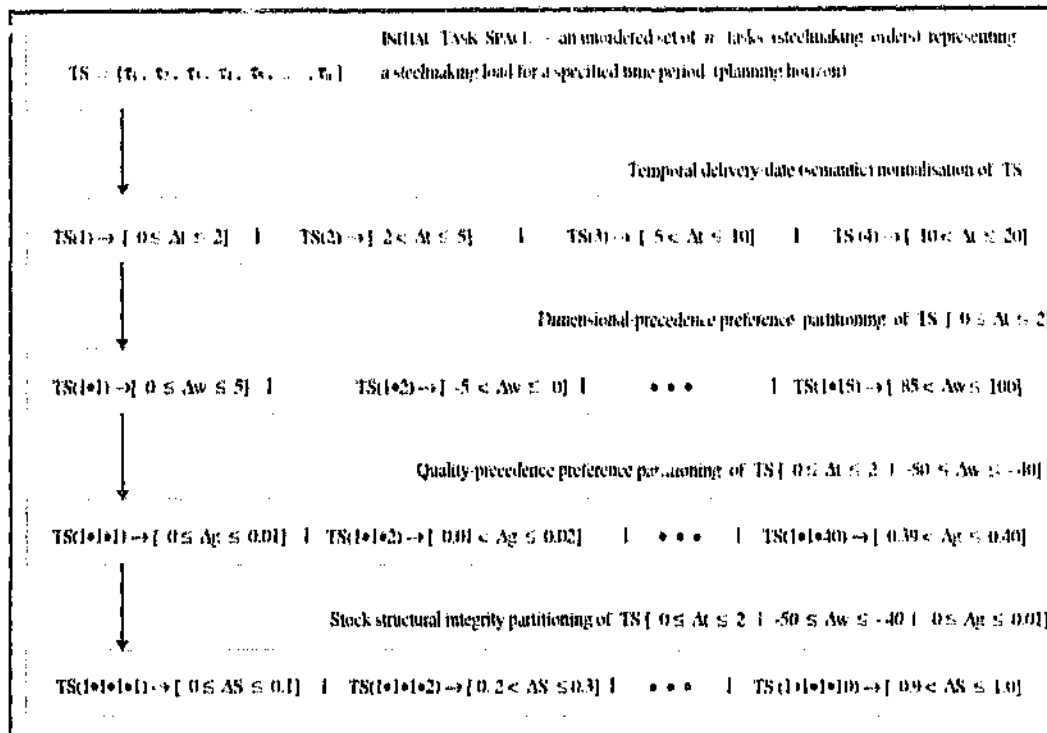 INITIAL TASK SPACE - an unordered set of n tasks (steelmaking orders) representing
TS = {τ₁, τ₂, τ₃, τ₄, τ₅, ... , τₙ} a steelmaking load for a specified time period (planning horizon)
Temporal delivery-date (semantic) normalisation of TS
TS(1) → [ 0 ≤ Δt ≤ 2] | TS(2) → [ 2 < Δt ≤ 5] | TS(3) → [ 5 < Δt ≤ 10] | TS(4) → [ 10 < Δt ≤ 20]
Dimensional-precedence preference partitioning of TS [ 0 ≤ Δt ≤ 2]
TS(1•1) → [ 0 ≤ Δw ≤ 5] | TS(1•2) → [ -5 < Δw ≤ 0] | • • • | TS(1•15) → [ 85 < Δw ≤ 100]
Quality-precedence preference partitioning of TS [ 0 ≤ Δt ≤ 2 | -50 ≤ Δw ≤ -40]
TS(1•1•1) → [ 0 ≤ Δg ≤ 0.01] | TS(1•1•2) → [ 0.01 < Δg ≤ 0.02] | • • • | TS(1•1•40) → [ 0.39 < Δg ≤ 0.40]
Stock structural integrity partitioning of TS [ 0 ≤ Δt ≤ 2 | -50 ≤ Δw ≤ -40 | 0 ≤ Δg ≤ 0.01]
TS(1•1•1•1) → [ 0 ≤ ΔS ≤ 0.1] | TS(1•1•1•2) → [ 0.2 < ΔS ≤ 0.3] | • • • | TS(1•1•1•10) → [ 0.9 < ΔS ≤ 1.0]